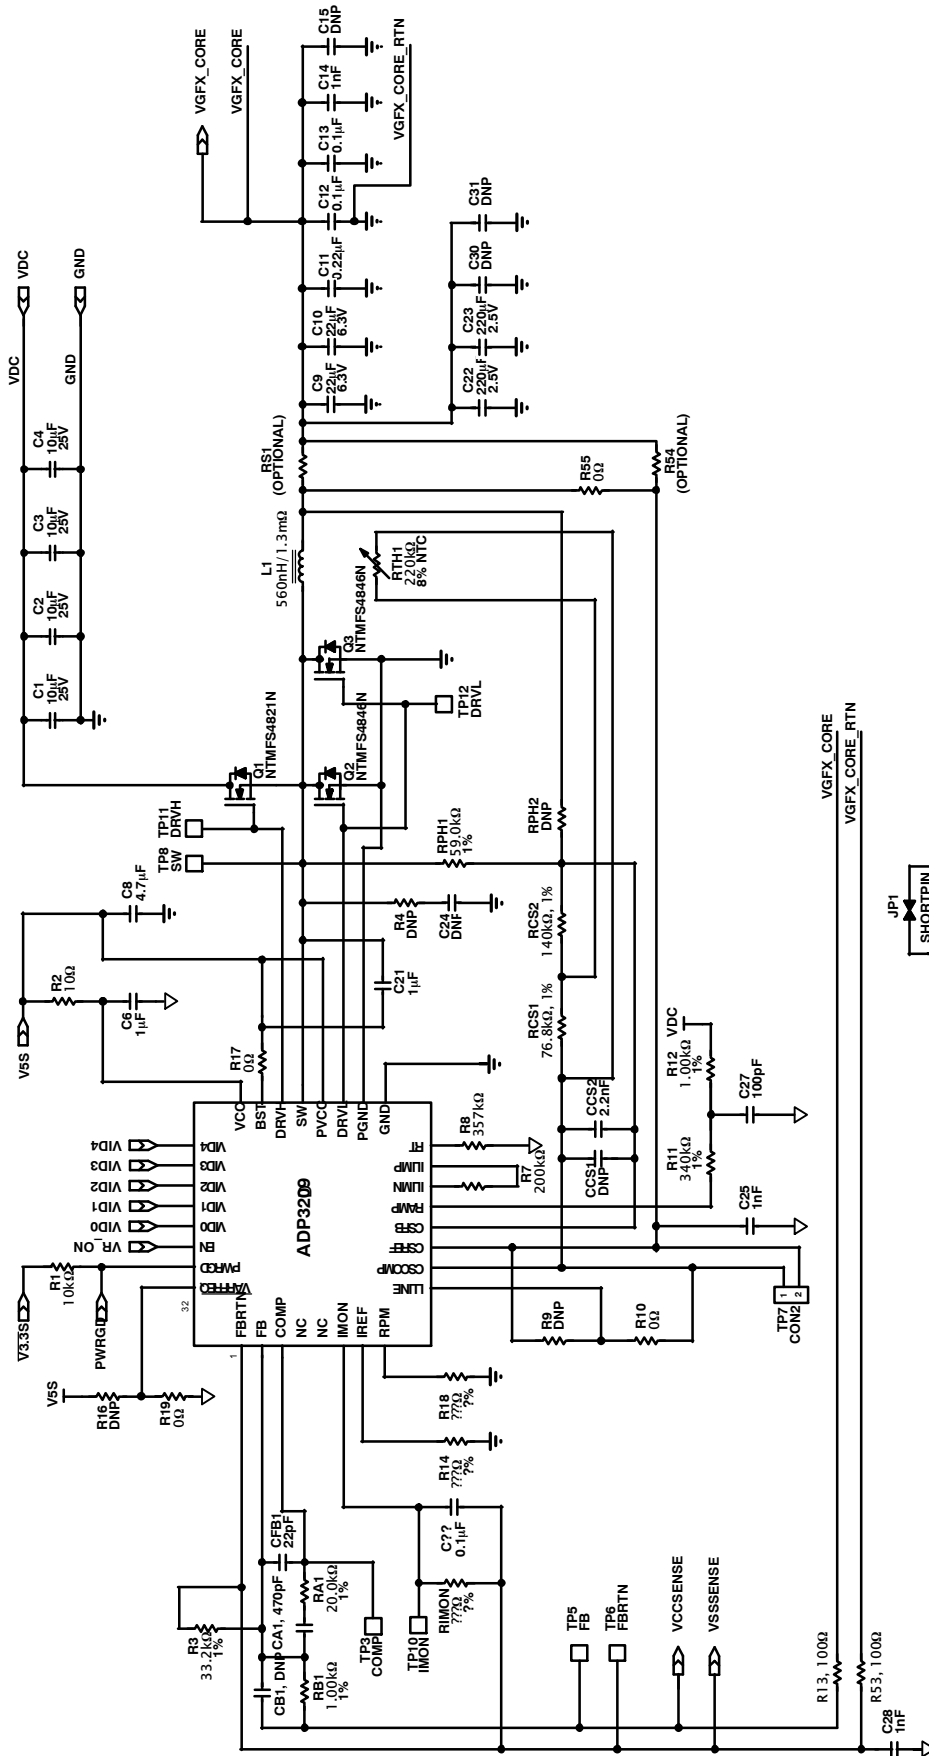 VDC
GND
VDC
GND
C1
10μF
25V
C2
10μF
25V
C3
10μF
25V
C4
10μF
25V
VGFX_CORE
VGFX_CORE
VGFX_CORE_RTN
C9
22μF
6.3V
C10
22μF
6.3V
C11
0.22μF
C12
0.1μF
C13
0.1μF
C14
1nF
C15
DNP
C22
220μF
2.5V
C23
220μF
2.5V
C30
DNP
C31
DNP
RS1
(OPTIONAL)
R55
0Ω
R54
(OPTIONAL)
L1
560nH/1.3mΩ
RTH1
220kΩ
8% NTC
Q1
NTMFS4821N
Q2
NTMFS4846N
Q3
NTMFS4846N
TP11
DRVH
TP8
SW
TP12
DRVL
RPH1
59.0kΩ
1%
RPH2
DNP
R4
DNP
C24
DNP
C21
1μF
RCS2
140kΩ, 1%
RCS1
76.8kΩ, 1%
V5S
R2
10Ω
C8
4.7μF
C6
1μF
R17
0Ω
VID4
VID3
VID2
VID1
VID0
VR_ON
V3.3S
R1
10kΩ
PWRGD
V5S
R16
DNP
R19
0Ω
ADP3209
VID4
VID3
VID2
VID1
VID0
EN
PWRGD
VARFREQ
32
1
VCC
BST
DRVH
SW
PVCC
DRVL
PGND
GND
RT
ILIMP
ILIMN
RAMP
CSFB
CSREF
CSCOMP
LLINE
FBRTN
FB
COMP
NC
NC
IMON
IREF
RPM
R8
357kΩ
R7
200kΩ
CCS2
2.2nF
CCS1
DNP
R12
1.00kΩ
1%
VDC
C27
100pF
R11
340kΩ
1%
C25
1nF
R9
DNP
R10
0Ω
TP7
CON2
1
2
R18
???Ω
?%
R14
???Ω
?%
C??
0.1μF
RIMON
???Ω
?%
TP10
IMON
CFB1
22pF
CA1, 470pF
RA1
20.0kΩ
1%
TP3
COMP
R3
33.2kΩ
1%
CB1, DNP
RB1
1.00kΩ
1%
TP5
FB
TP6
FBRTN
VCCSENSE
VSSSENSE
VGFX_CORE
VGFX_CORE_RTN
R13, 100Ω
R53, 100Ω
C28
1nF
JP1
SHORTPIN